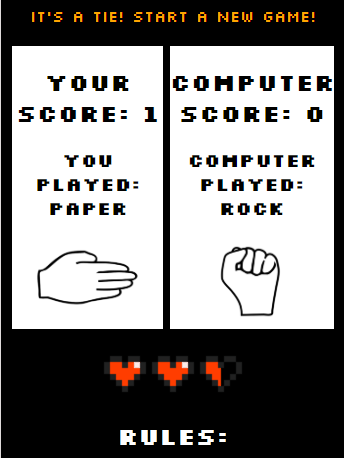 IT'S A TIE! START A NEW GAME!
YOUR
SCORE: 1
YOU
PLAYED:
PAPER
COMPUTER
SCORE: 0
COMPUTER
PLAYED:
ROCK
RULES: